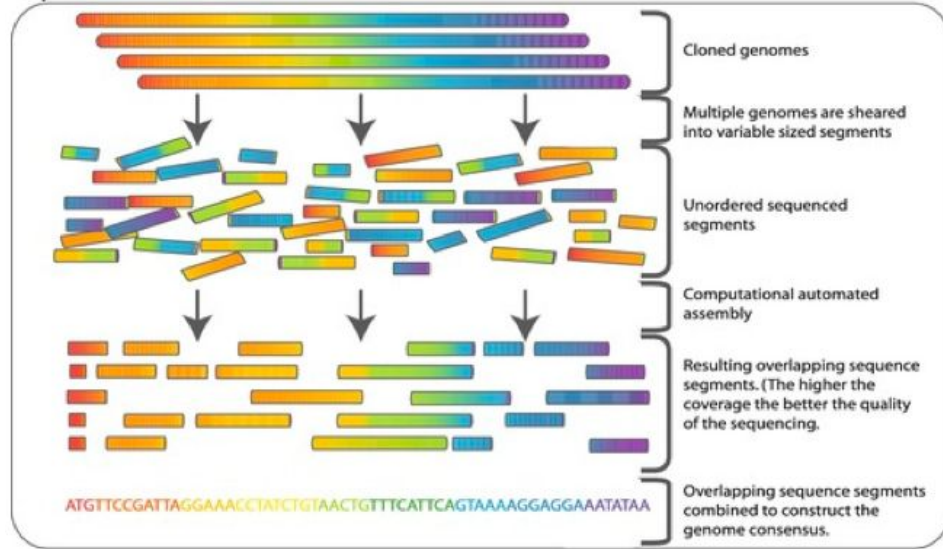 Cloned genomes
Multiple genomes are sheared
into variable sized segments
Unordered sequenced
segments
Computational automated
assembly
Resulting overlapping sequence
segments. (The higher the
coverage the better the quality
of the sequencing.
ATGTTCCGATTAGGAAACCTATCTGTAACTGTTTCATTCAGTAAAAGGAGGAAATATAA
Overlapping sequence segments
combined to construct the
genome consensus.